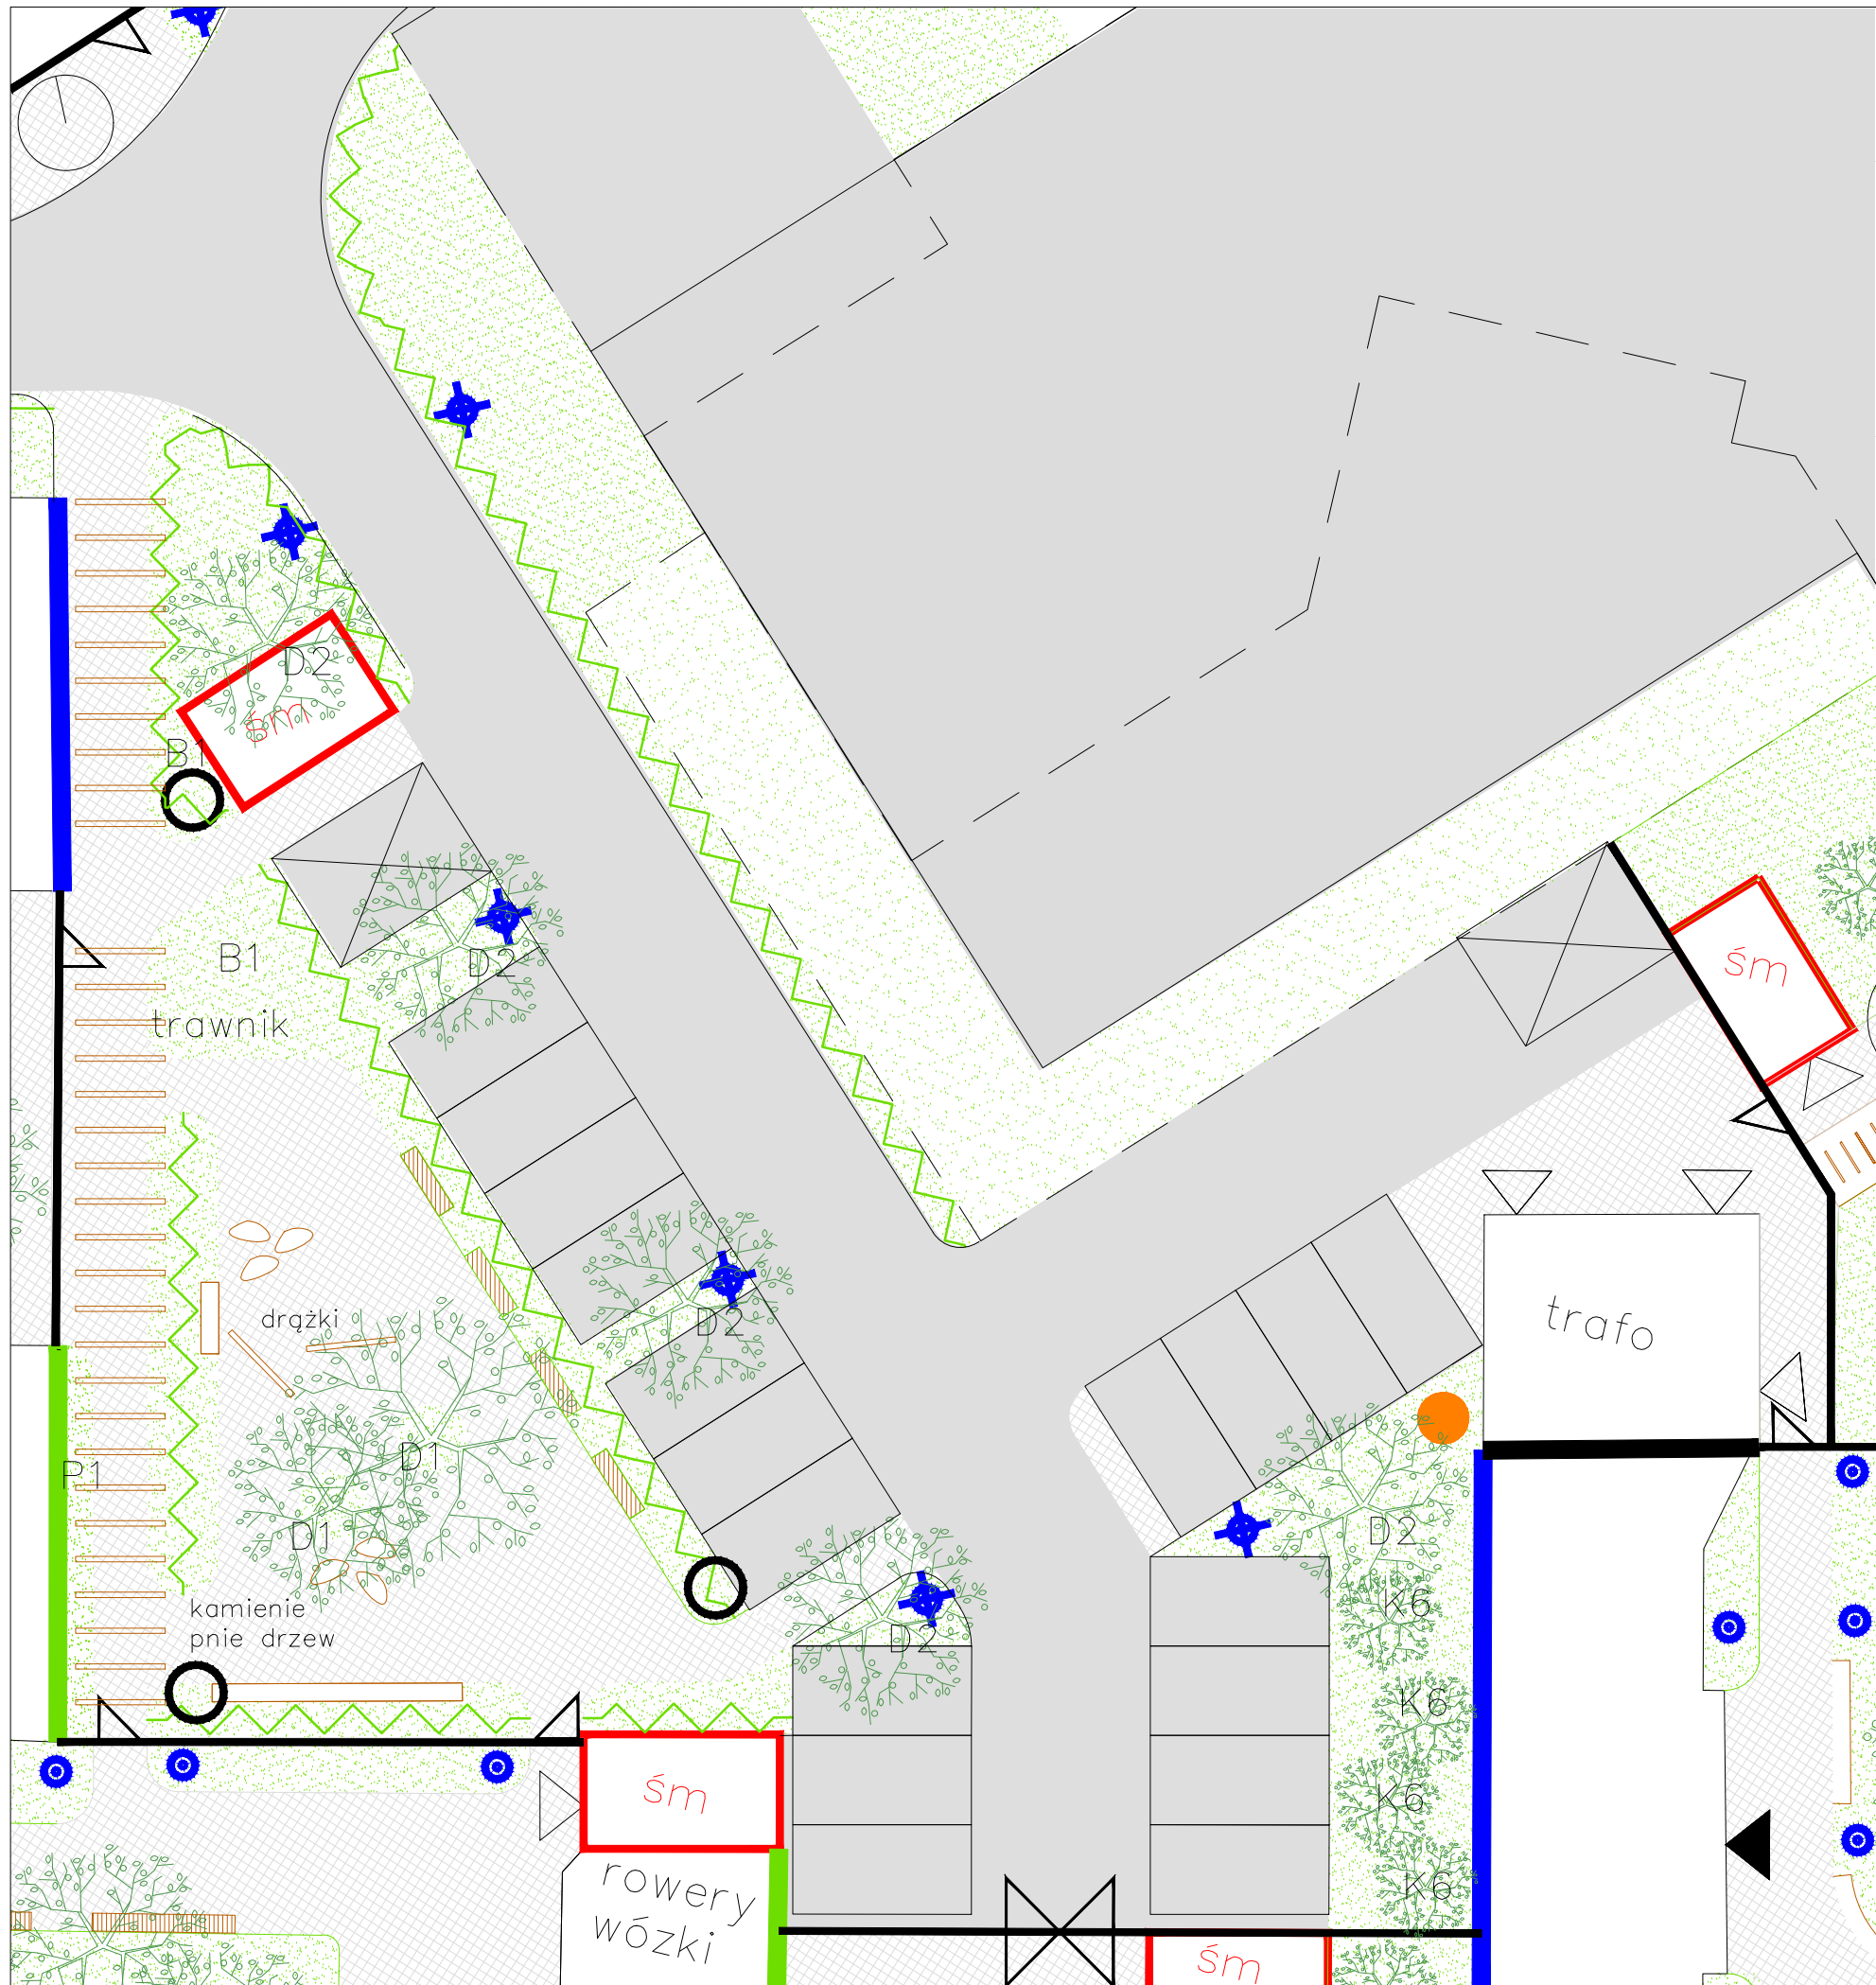 D2
śm
B1
B1
D2
trawnik
śm
drążki
D2
trafo
D1
P1
D1
D2
K6
kamienie
pnie drzew
D2
K6
śm
K6
rowery
wózki
K6
śm